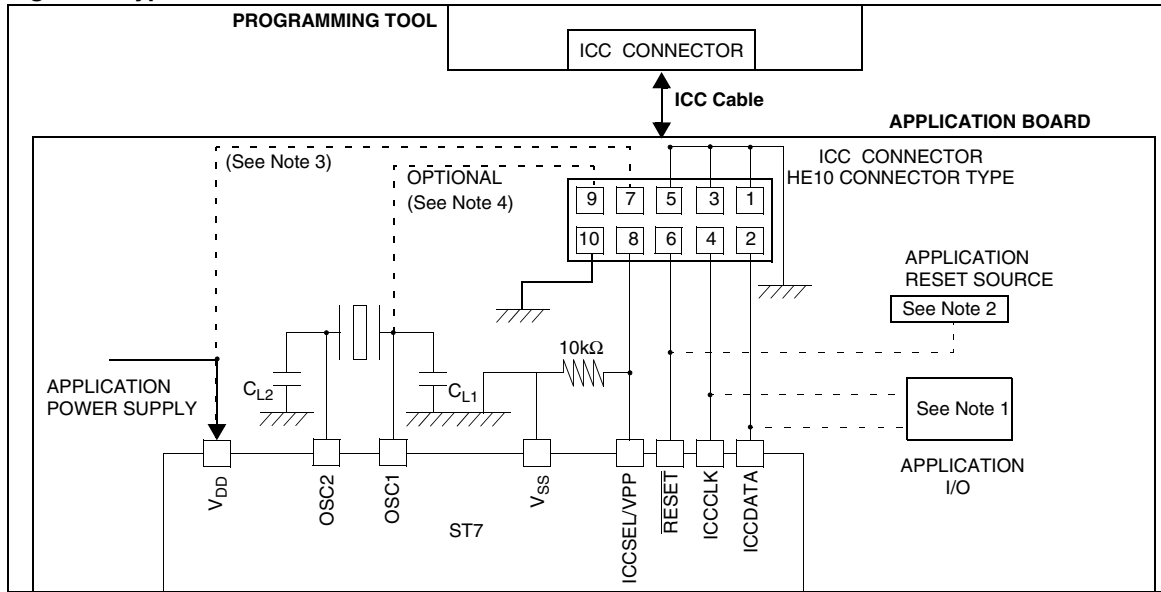 PROGRAMMING TOOL
ICC CONNECTOR
ICC Cable
APPLICATION BOARD
(See Note 3)
OPTIONAL
(See Note 4)
ICC CONNECTOR
HE10 CONNECTOR TYPE
9 7 5 3 1
10 8 6 4 2
APPLICATION
RESET SOURCE
See Note 2
10kΩ
APPLICATION
POWER SUPPLY
CL2
CL1
See Note 1
APPLICATION
I/O
VDD
OSC2
OSC1
VSS
ICCSEL/VPP
RESET
ICCCLK
ICCDATA
ST7